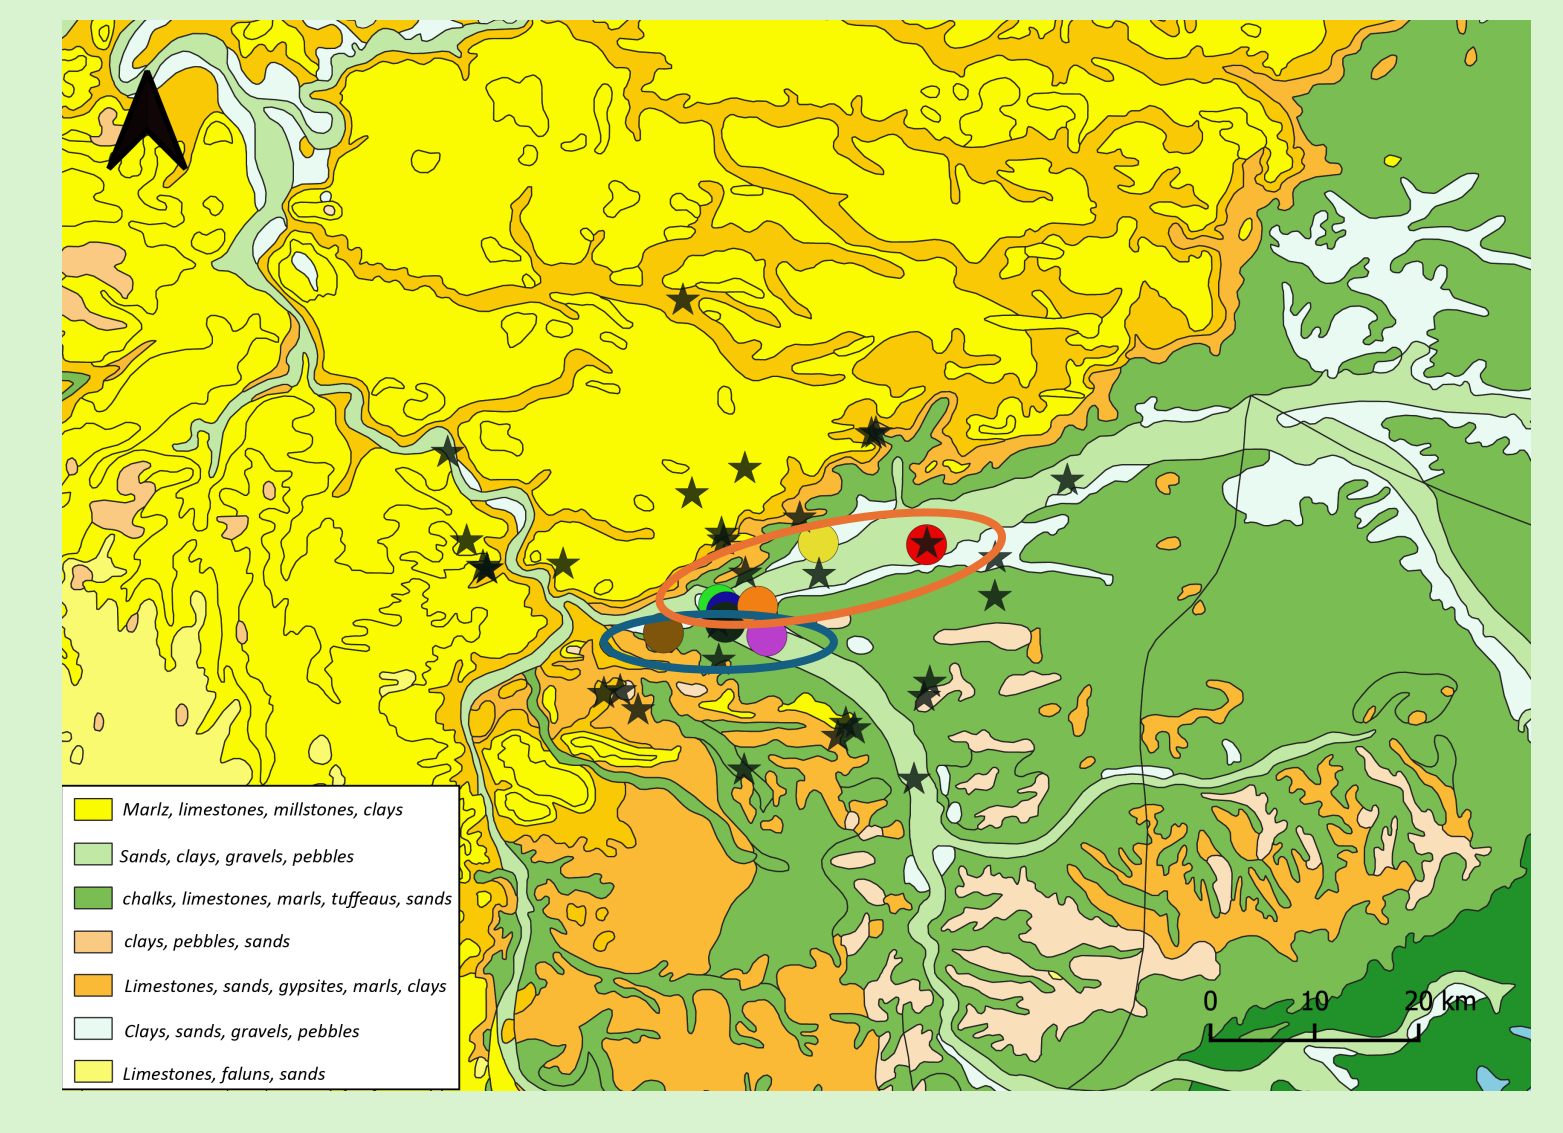 Marlz, limestones, millstones, clays
Sands, clays, gravels, pebbles
chalks, limestones, marls, tuffeaus, sands
clays, pebbles, sands
Limestones, sands, gypsites, marls, clays
Clays, sands, gravels, pebbles
Limestones, faluns, sands
0 10 20 km